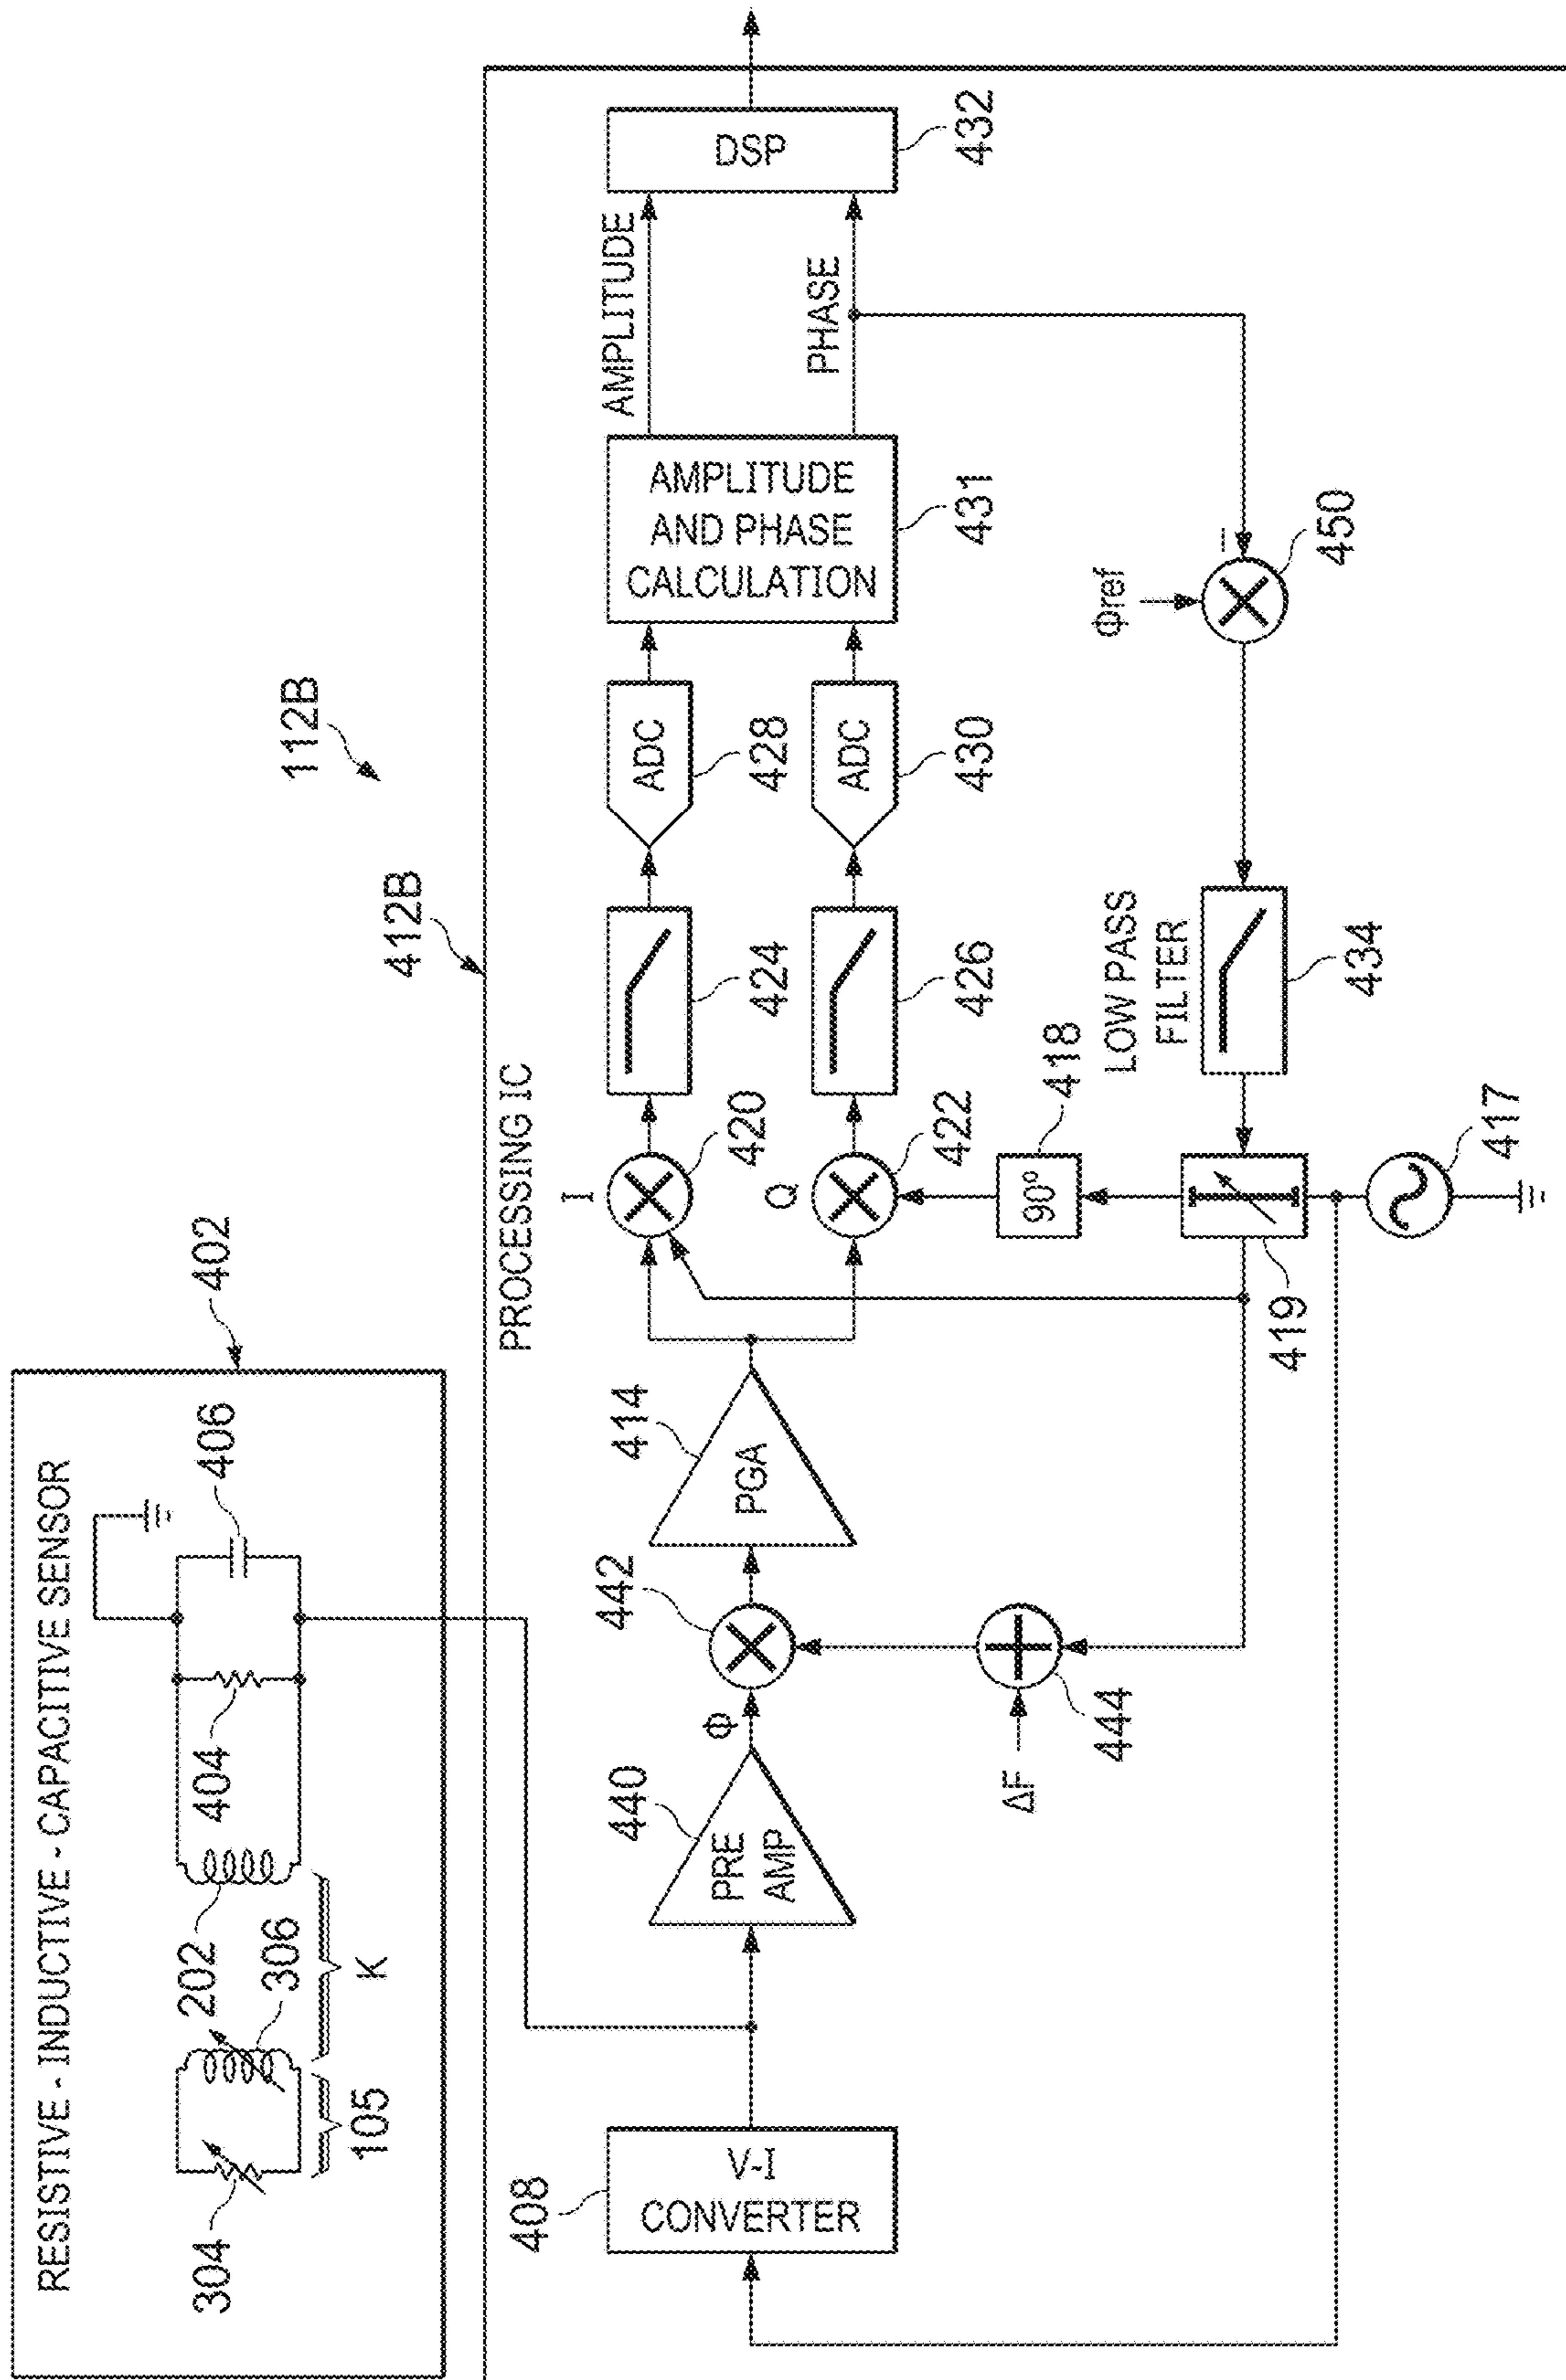 112B
RESISTIVE - INDUCTIVE - CAPACITIVE SENSOR
402
304
105
306
202
K
404
406
412B
PROCESSING IC
408
V-I
CONVERTER
440
PRE
AMP
Φ
442
414
PGA
ΔF
444
I
420
Q
422
424
426
428
ADC
430
ADC
AMPLITUDE
AND PHASE
CALCULATION
431
AMPLITUDE
PHASE
DSP
432
418
90º
419
417
LOW PASS
FILTER
434
Φref
–
450